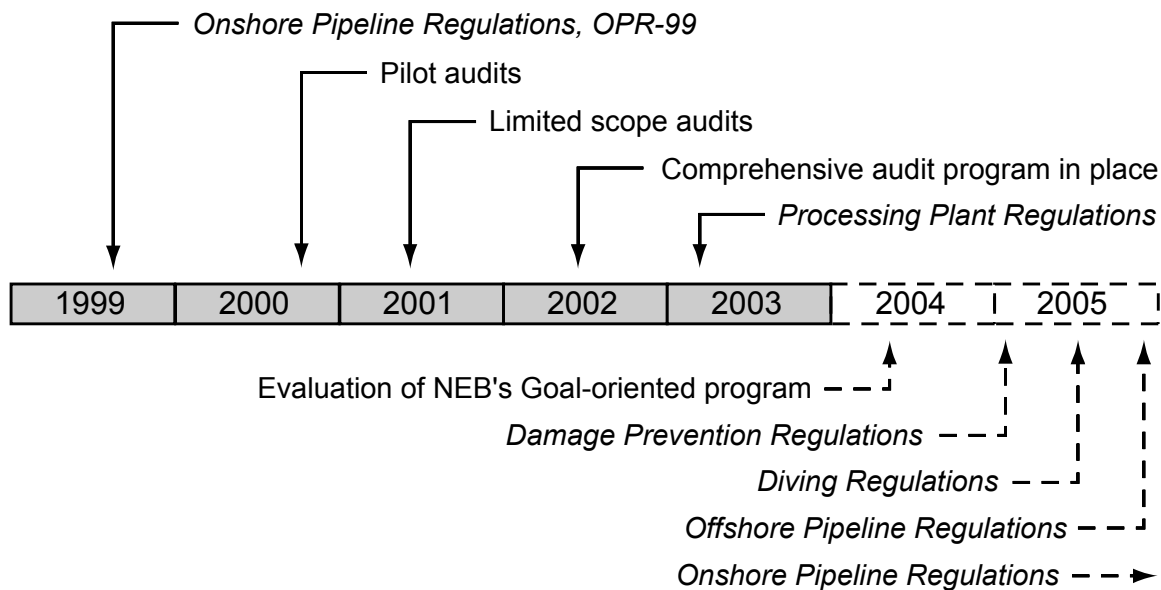 Onshore Pipeline Regulations, OPR-99
Pilot audits
Limited scope audits
Comprehensive audit program in place
Processing Plant Regulations
1999 2000 2001 2002 2003 2004 2005
Evaluation of NEB's Goal-oriented program
Damage Prevention Regulations
Diving Regulations
Offshore Pipeline Regulations
Onshore Pipeline Regulations